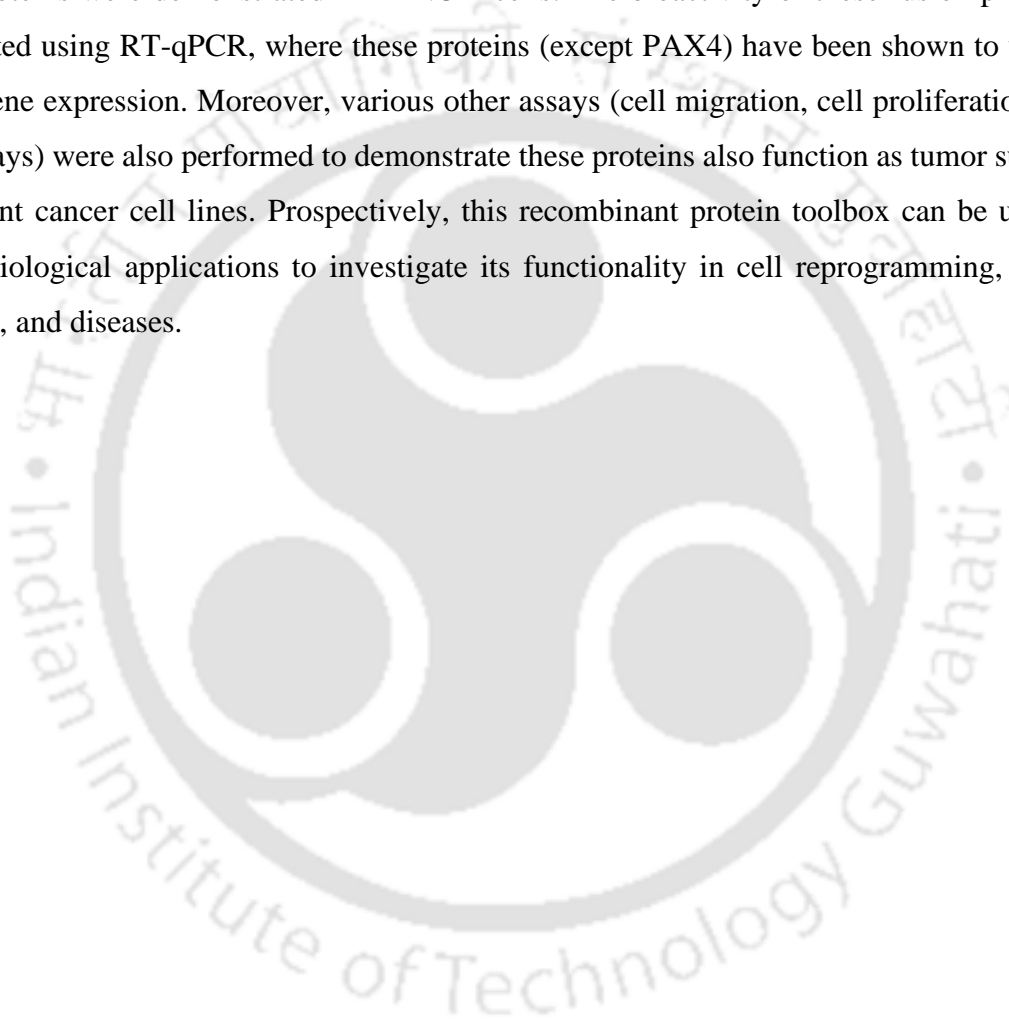 ted using RT-qPCR, where these proteins (except PAX4) have been shown to
ene expression. Moreover, various other assays (cell migration, cell proliferatio
ays) were also performed to demonstrate these proteins also function as tumor s
nt cancer cell lines. Prospectively, this recombinant protein toolbox can be u
iological applications to investigate its functionality in cell reprogramming,
, and diseases.
Indian Institute of Technology Guwahati